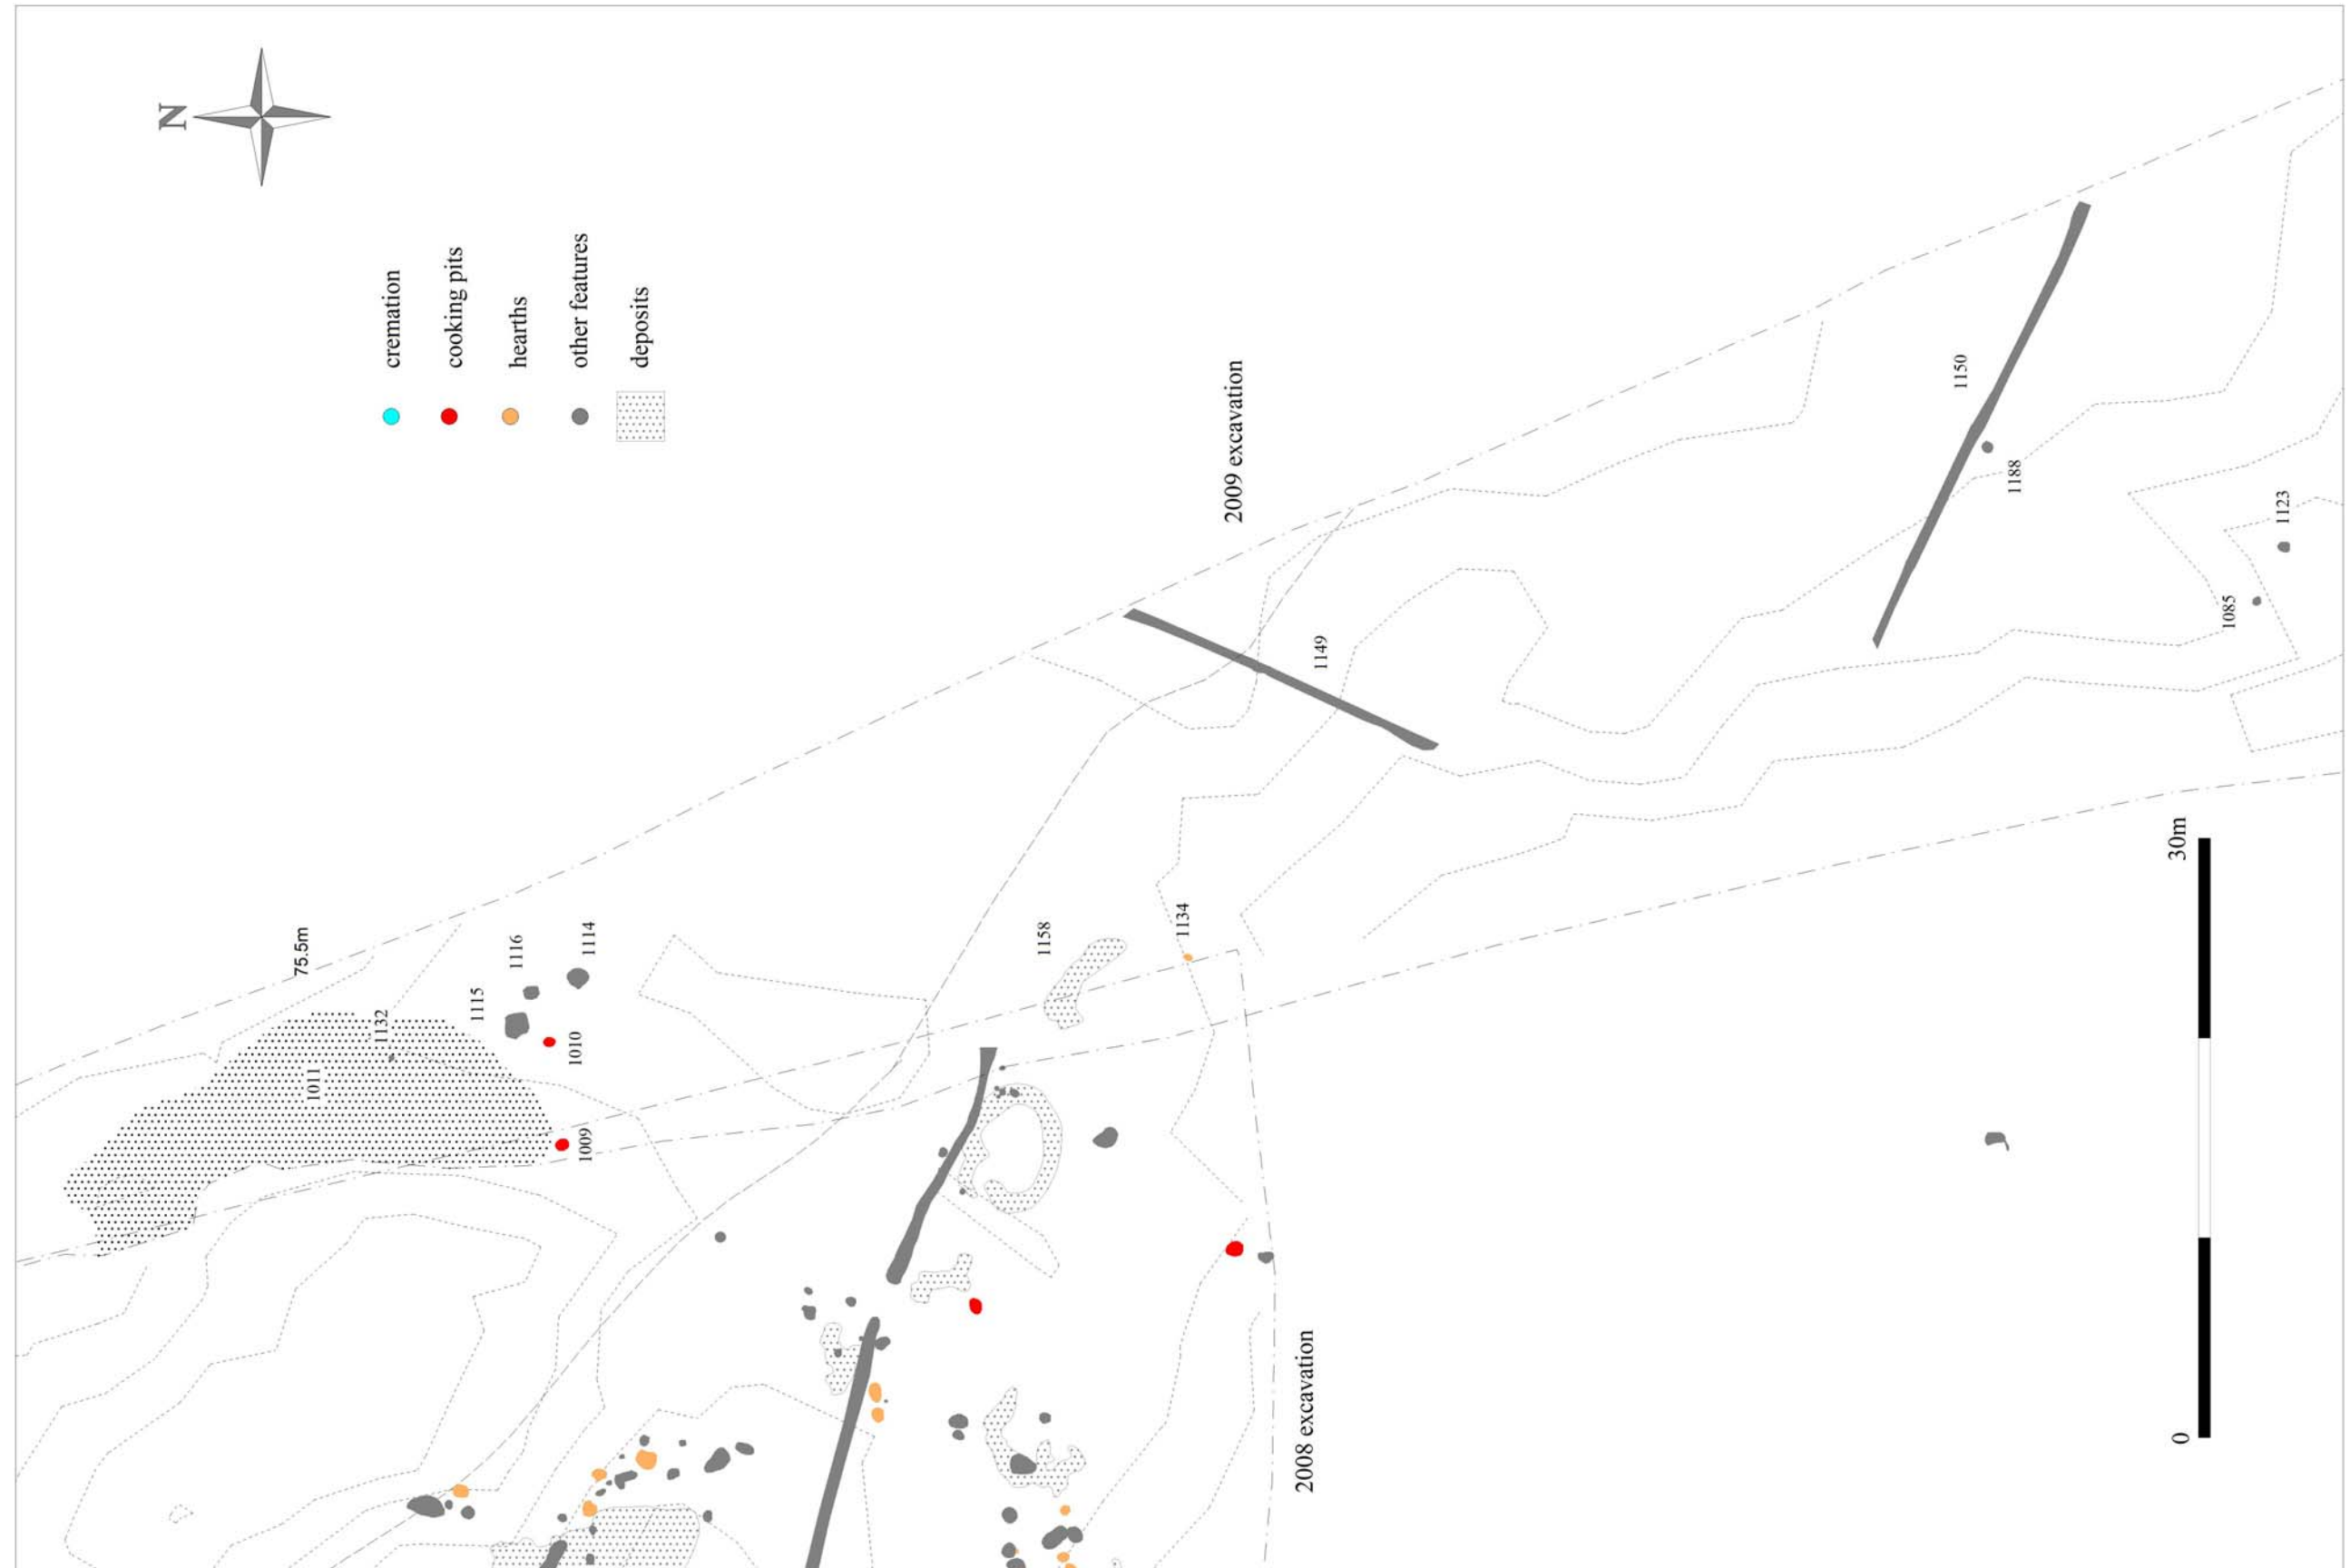 N
cremation
cooking pits
hearths
other features
deposits
2009 excavation
1150
1188
1123
1085
1149
75.5m
1116
1114
1115
1132
1010
1011
1009
1158
1134
30m
0
2008 excavation